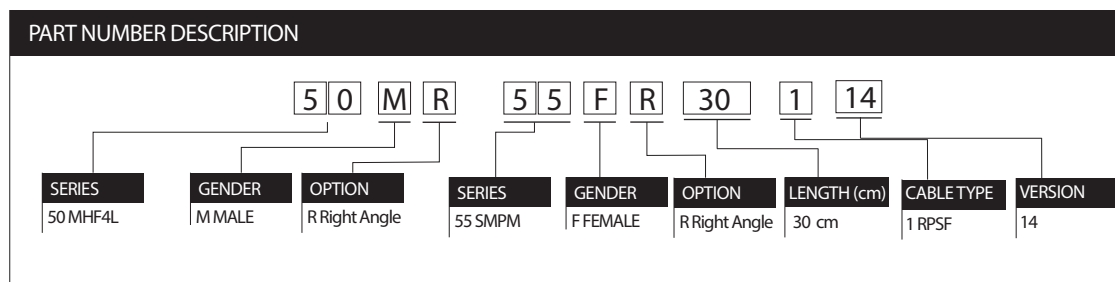 PART NUMBER DESCRIPTION
5 0 M R 5 5 F R 30 1 14
SERIES GENDER OPTION SERIES GENDER OPTION LENGTH (cm) CABLE TYPE VERSION
50 MHF4L M MALE R Right Angle 55 SMPM F FEMALE R Right Angle 30 cm 1 RPSF 14